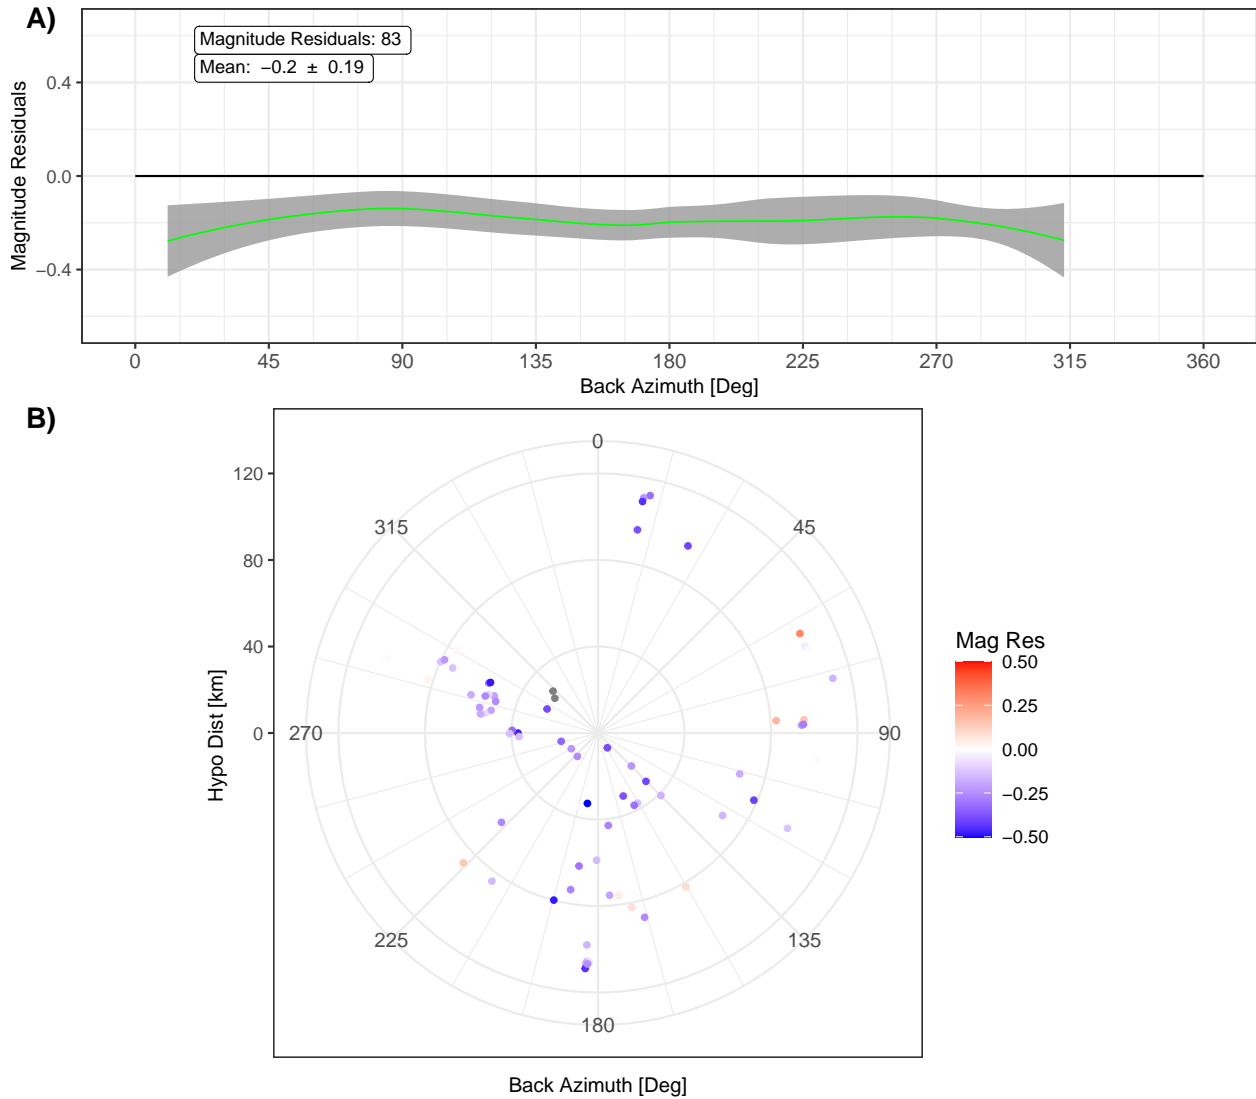 A)
Magnitude Residuals: 83
Mean:  −0.2  ±  0.19
Magnitude Residuals
0.4
0.0
−0.4
0 45 90 135 180 225 270 315 360
Back Azimuth [Deg]
B)
Hypo Dist [km]
120
80
40
0
0
45
90
135
180
225
270
315
Back Azimuth [Deg]
Mag Res
0.50
0.25
0.00
−0.25
−0.50